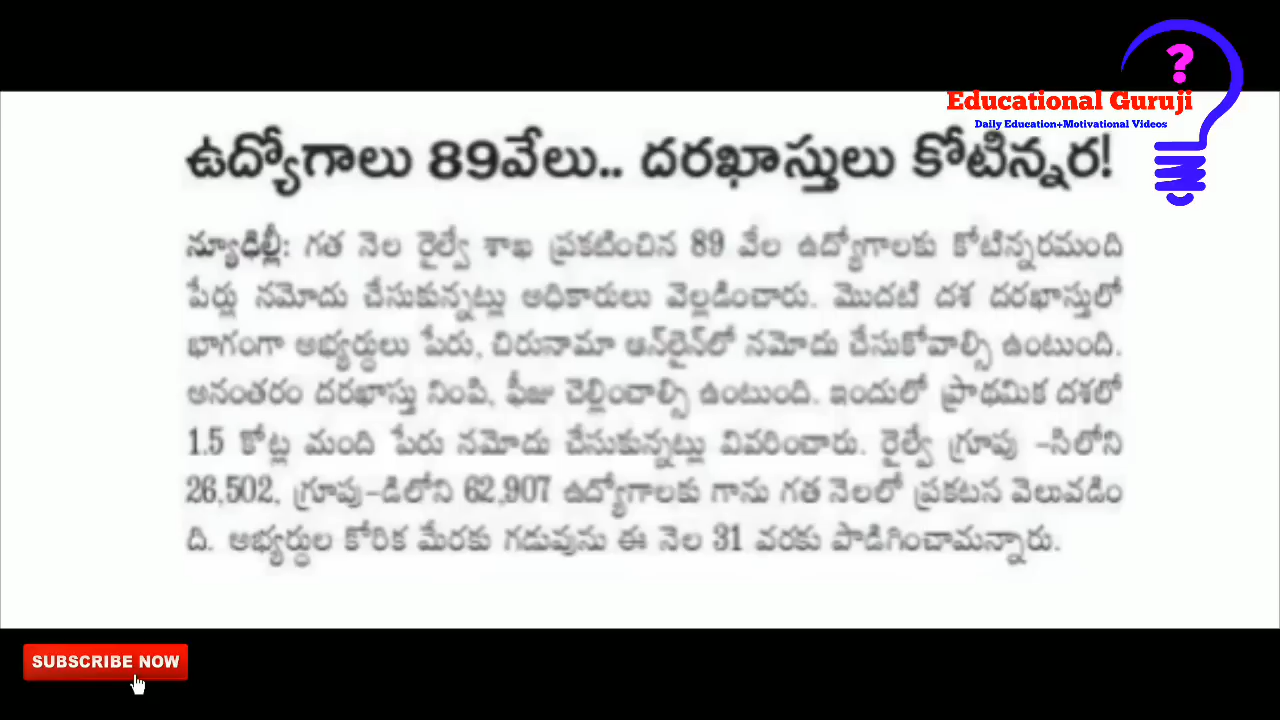 ?
Educational Guruji
Daily Education+Motivational Videos
ఉద్యోగాలు 89వేలు.. దరఖాస్తులు కోటిన్నర!
న్యూఢిల్లీ: గత నెల రైల్వే శాఖ ప్రకటించిన 89 వేల ఉద్యోగాలకు కోటిన్నరమంది
పేర్లు నమోదు చేసుకున్నట్లు అధికారులు వెల్లడించారు. మొదటి దశ దరఖాస్తులో
భాగంగా అభ్యర్థులు పేరు, చిరునామా ఆన్‌లైన్‌లో నమోదు చేసుకోవాల్సి ఉంటుంది.
అనంతరం దరఖాస్తు నింపి, ఫీజు చెల్లించాల్సి ఉంటుంది. ఇందులో ప్రాథమిక దశలో
1.5 కోట్ల మంది పేరు నమోదు చేసుకున్నట్లు వివరించారు. రైల్వే గ్రూపు –సిలోని
26,502, గ్రూపు–డిలోని 62,907 ఉద్యోగాలకు గాను గత నెలలో ప్రకటన వెలువడిం
ది. అభ్యర్థుల కోరిక మేరకు గడువును ఈ నెల 31 వరకు పొడిగించామన్నారు.
SUBSCRIBE NOW